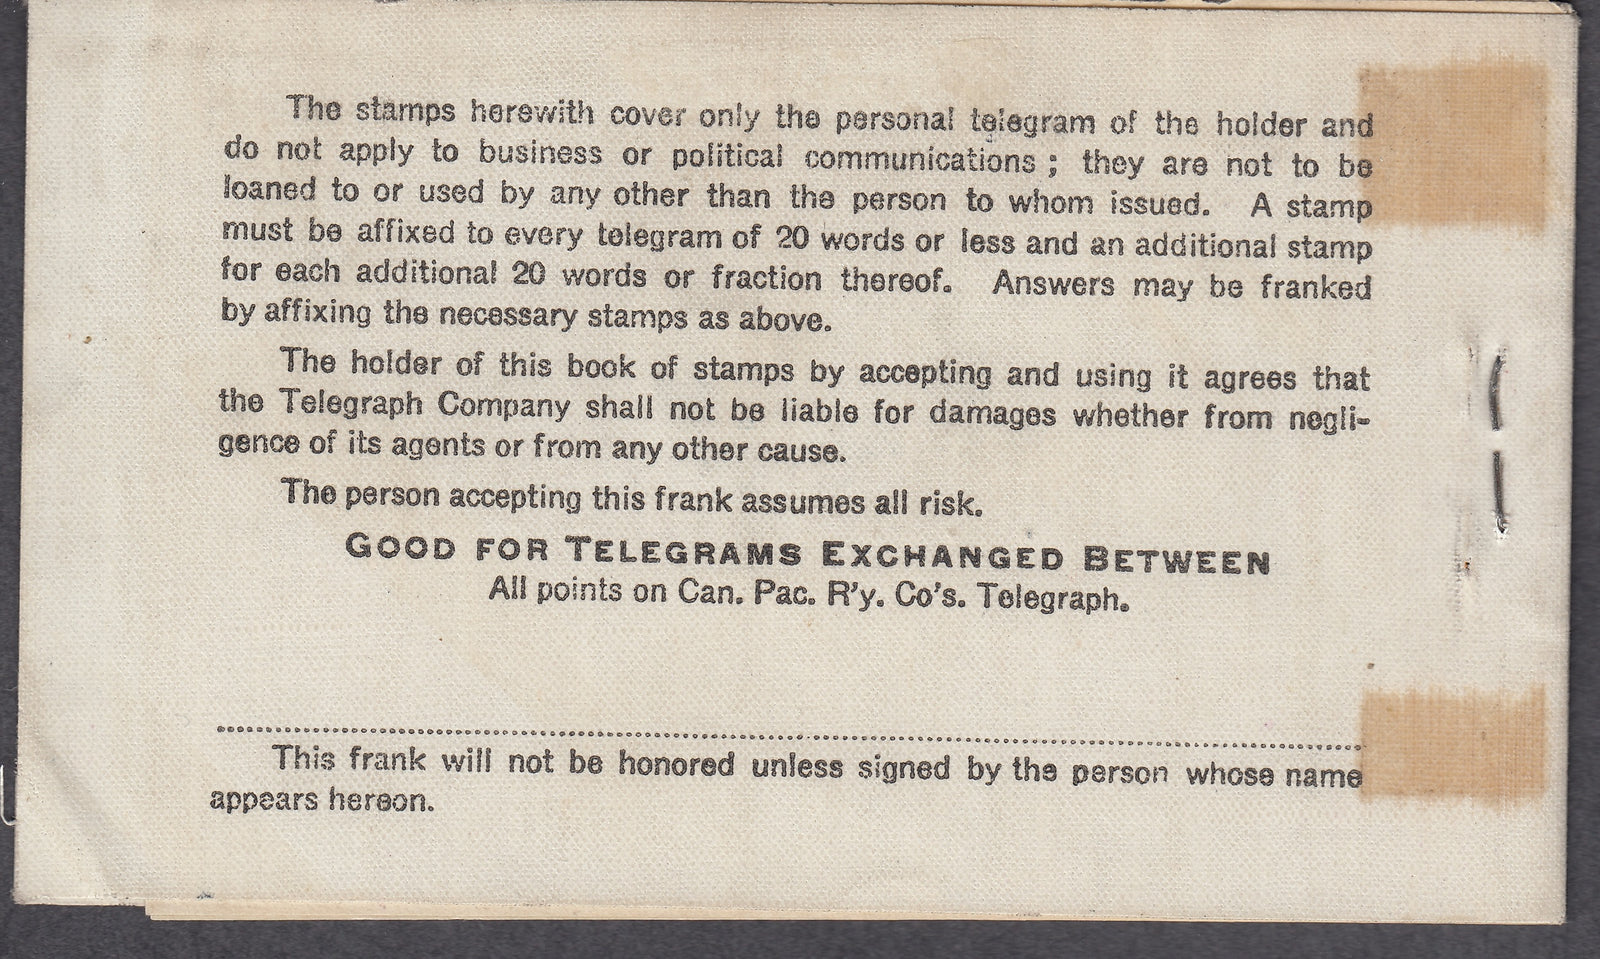 The stamps herewith cover only the personal telegram of the holder and
do not apply to business or political communications ; they are not to be
loaned to or used by any other than the person to whom issued. A stamp
must be affixed to every telegram of 20 words or less and an additional stamp
for each additional 20 words or fraction thereof. Answers may be franked
by affixing the necessary stamps as above.
The holder of this book of stamps by accepting and using it agrees that
the Telegraph Company shall not be liable for damages whether from negli-
gence of its agents or from any other cause.
The person accepting this frank assumes all risk.
GOOD FOR TELEGRAMS EXCHANGED BETWEEN
All points on Can. Pac. R'y. Co's. Telegraph.
This frank will not be honored unless signed by the person whose name
appears hereon.